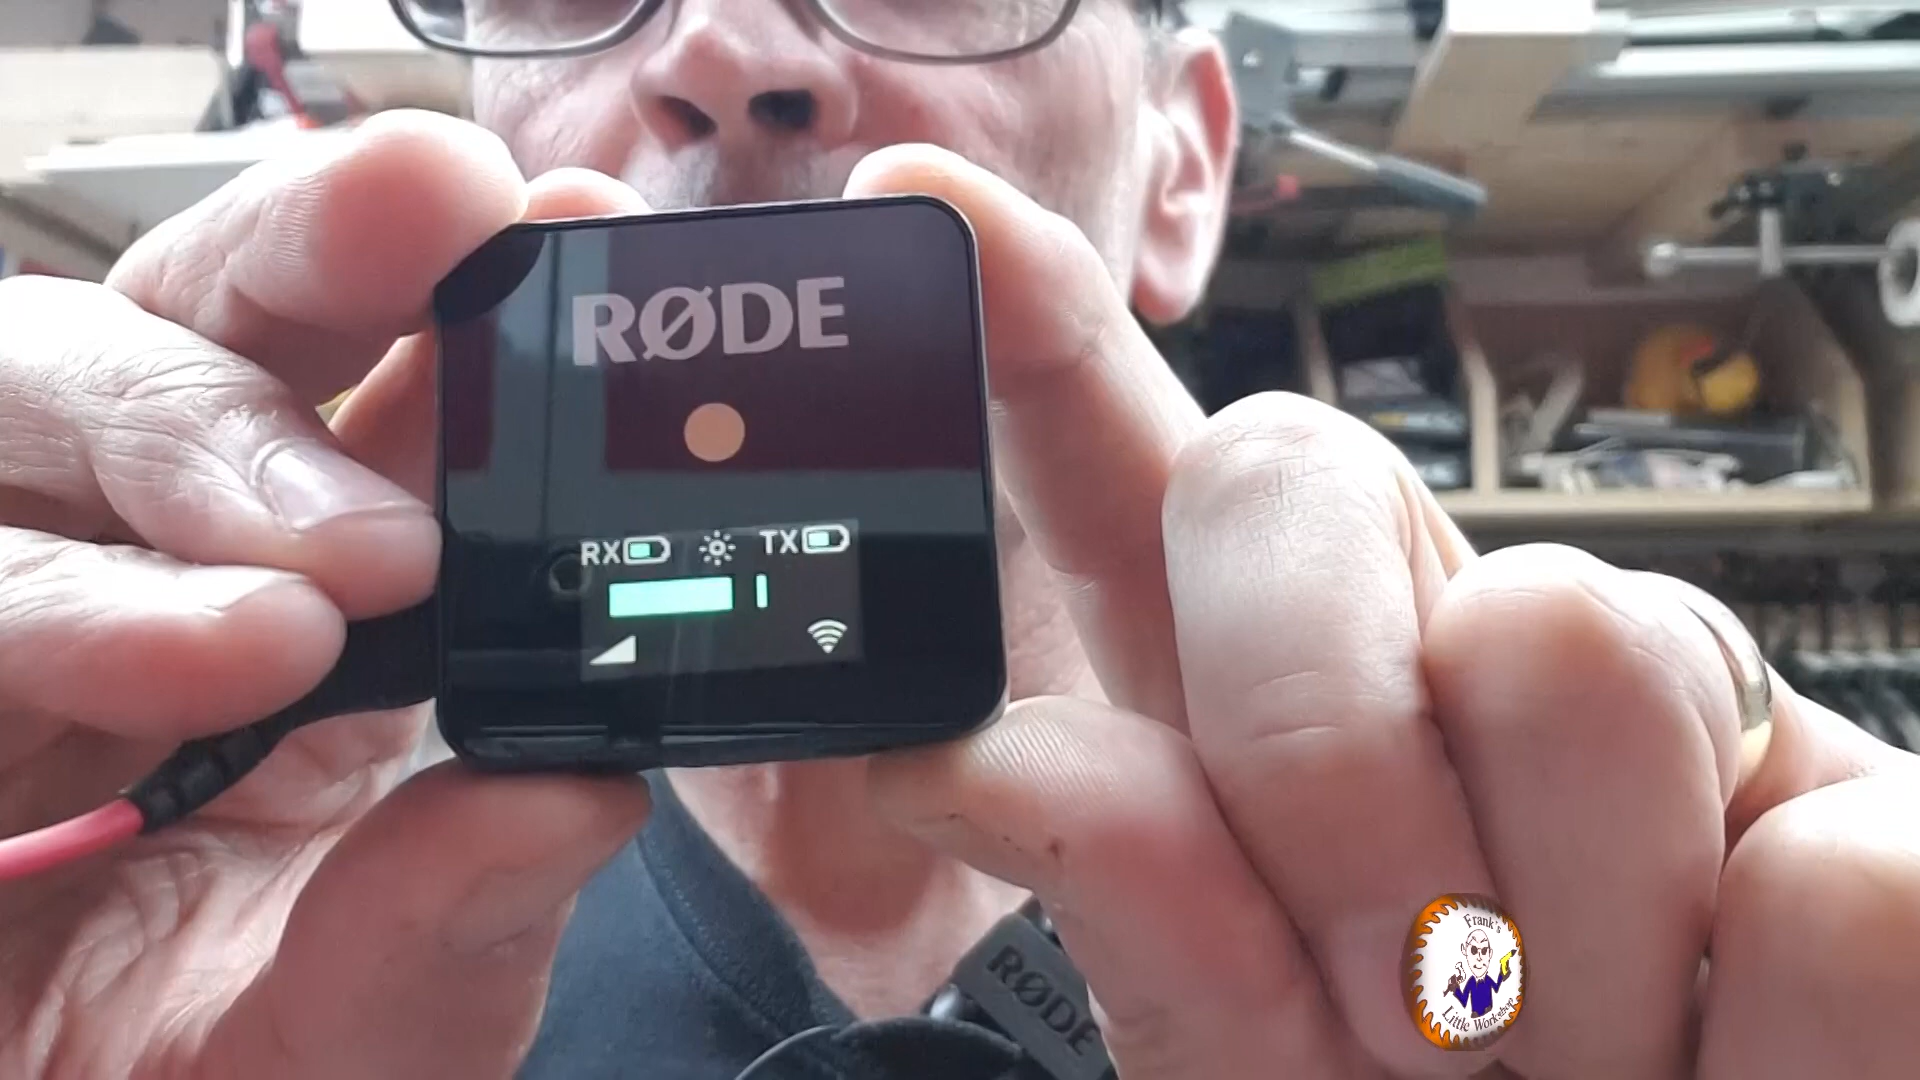 RØDE
RX TX
RØDE
Frank's
Little Workshop